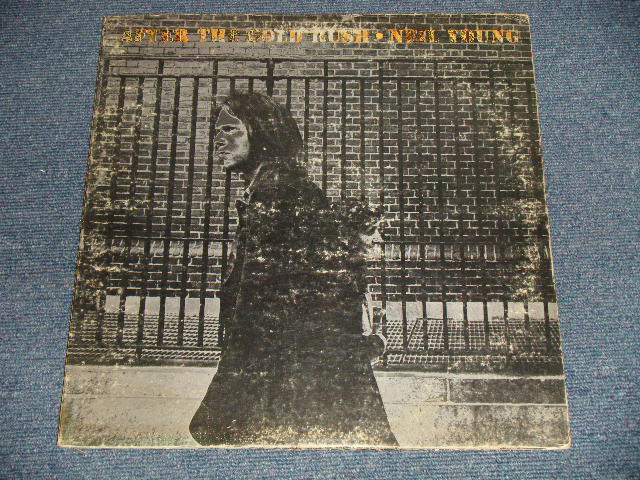 AFTER THE GOLD RUSH • NEIL YOUNG